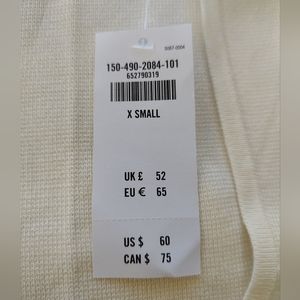 150-490-2084-101
652790319
X SMALL
UK £ 52
EU € 65
US $ 60
CAN $ 75